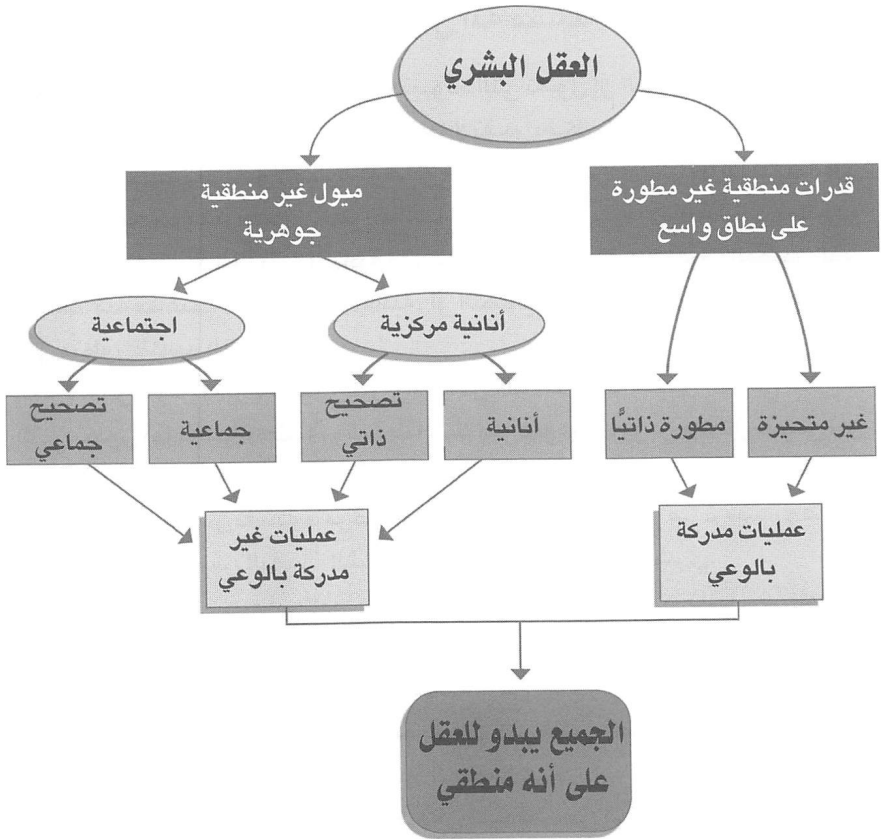 العقل البشري
قدرات منطقية غير مطورة
على نطاق واسع
ميول غير منطقية
جوهرية
أنانية مركزية
اجتماعية
غير متحيزة
مطورة ذاتيًّا
أنانية
تصحيح
ذاتي
جماعية
تصحيح
جماعي
عمليات مدركة
بالوعي
عمليات غير
مدركة بالوعي
الجميع يبدو للعقل
على أنه منطقي